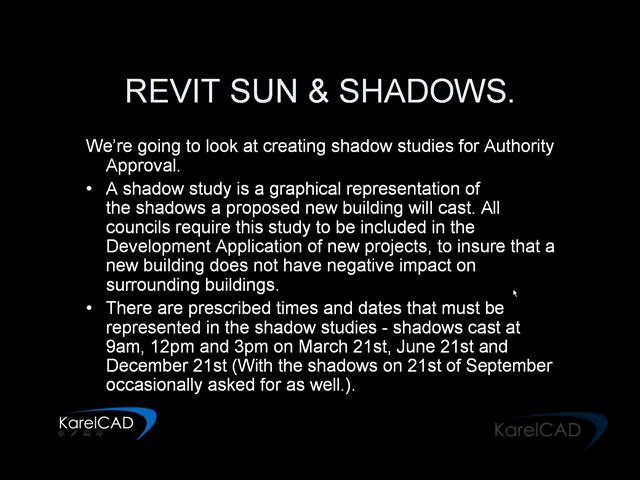 REVIT SUN & SHADOWS.
We're going to look at creating shadow studies for Authority
Approval.
• A shadow study is a graphical representation of
the shadows a proposed new building will cast. All
councils require this study to be included in the
Development Application of new projects, to insure that a
new building does not have negative impact on
surrounding buildings.
• There are prescribed times and dates that must be
represented in the shadow studies - shadows cast at
9am, 12pm and 3pm on March 21st, June 21st and
December 21st (With the shadows on 21st of September
occasionally asked for as well.).
KarelCAD
KarelCAD